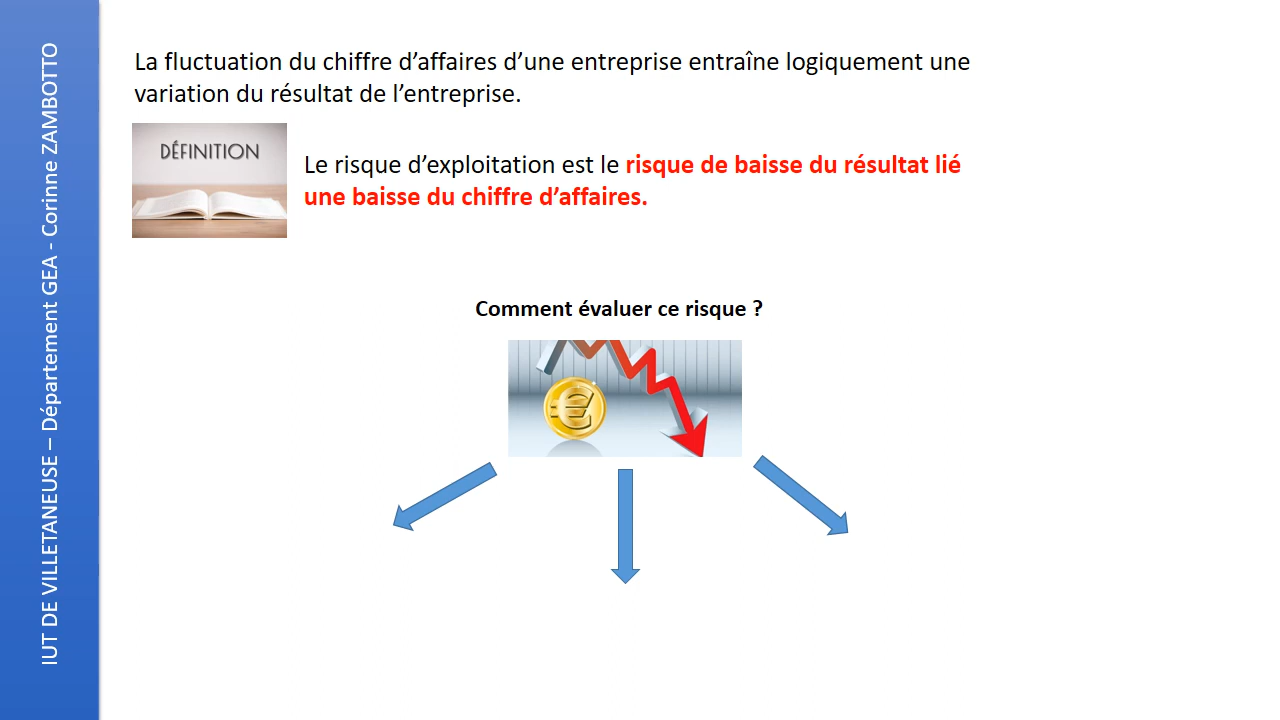 IUT DE VILLETANEUSE – Département GEA - Corinne ZAMBOTTO
La fluctuation du chiffre d’affaires d’une entreprise entraîne logiquement une
variation du résultat de l’entreprise.
DÉFINITION
Le risque d’exploitation est le risque de baisse du résultat lié
une baisse du chiffre d’affaires.
Comment évaluer ce risque ?